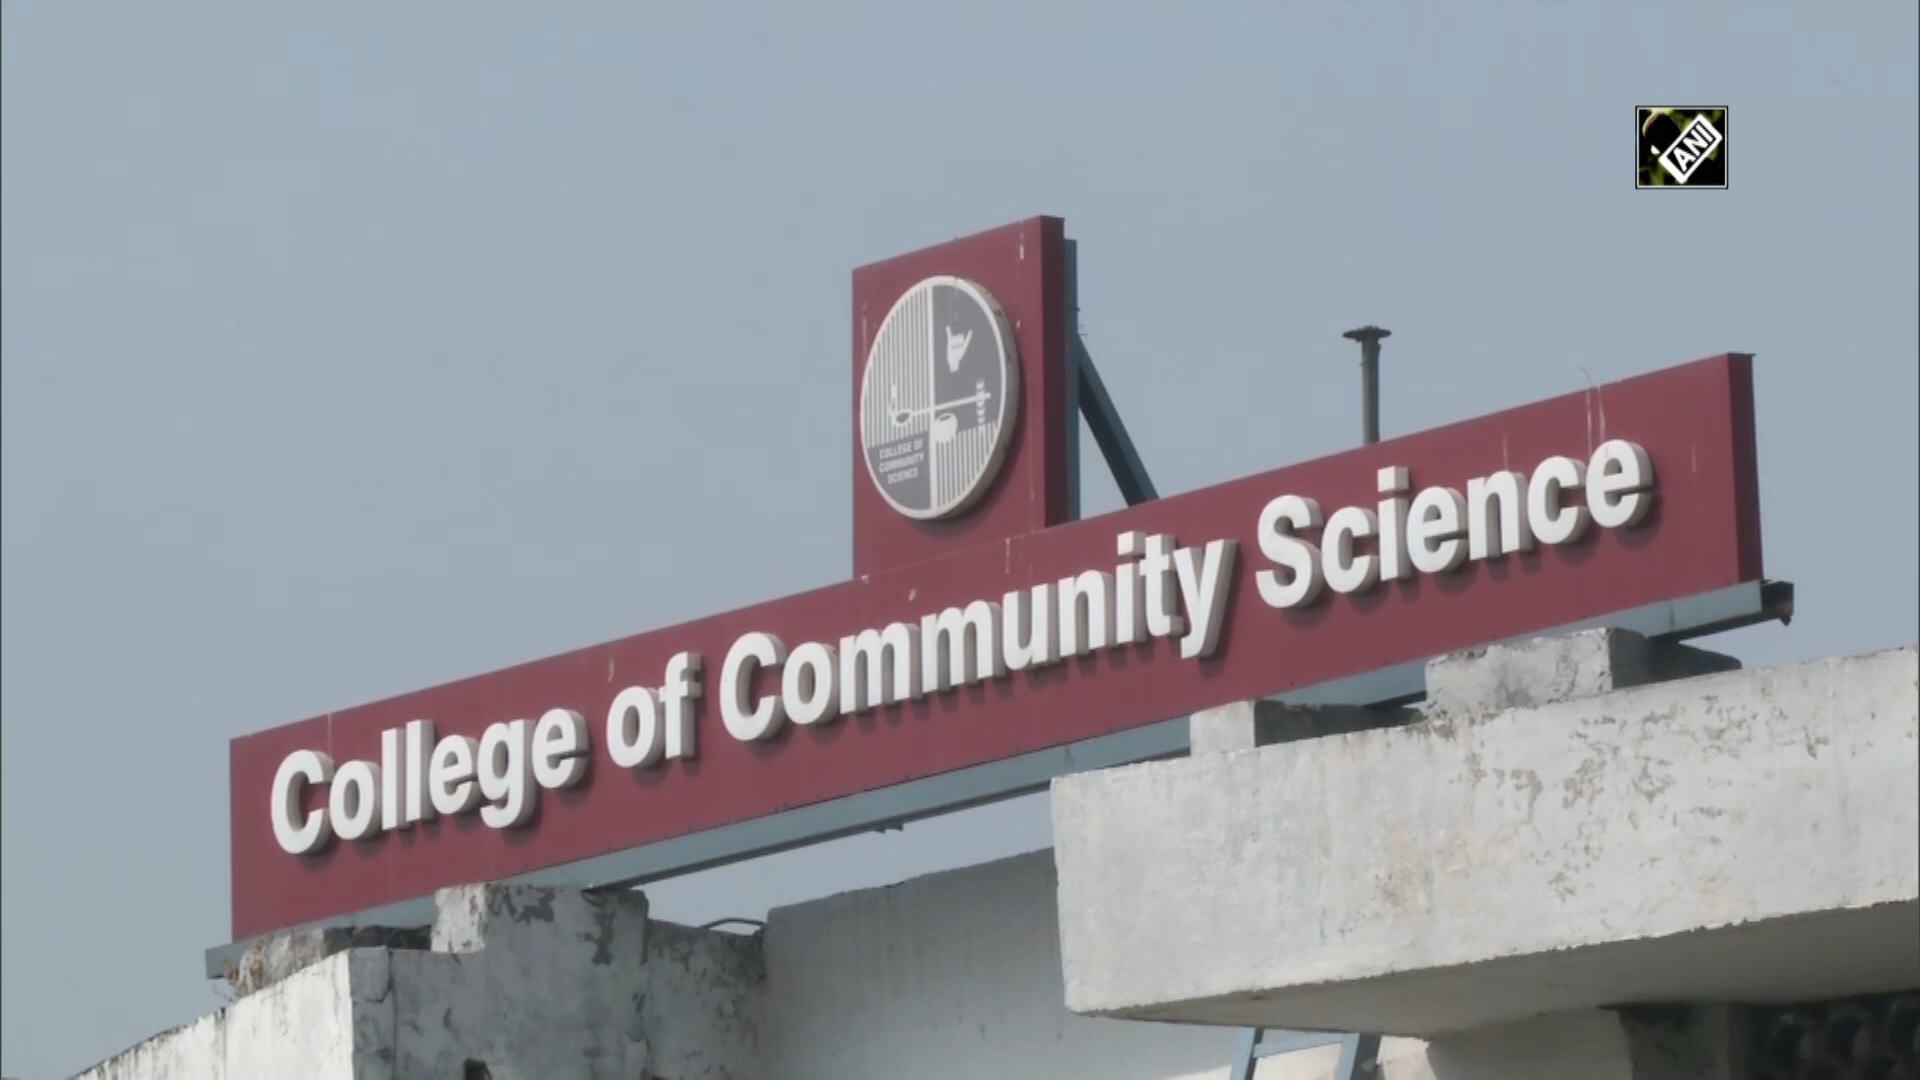 ANI
COLLEGE OF
COMMUNITY
SCIENCE
College of Community Science